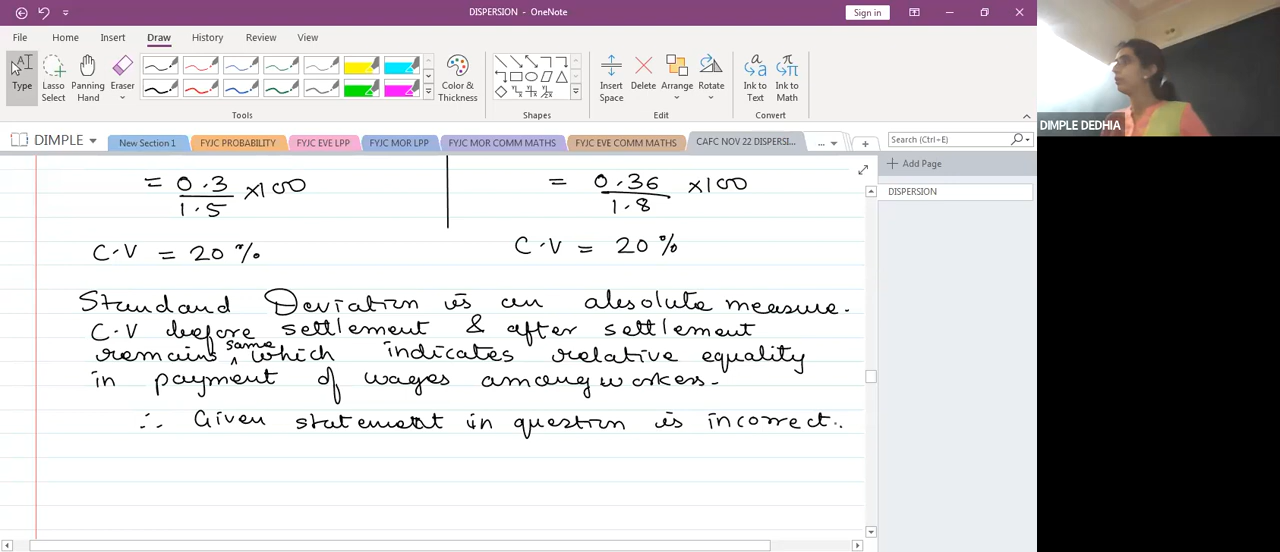 DISPERSION - OneNote
Sign in
File Home Insert Draw History Review View
Type
Lasso Select
Panning Hand
Eraser
Color & Thickness
Insert Space
Delete
Arrange
Rotate
Ink to Text
Ink to Math
Tools
Shapes
Edit
Convert
DIMPLE DEDHIA
DIMPLE
New Section 1
FYJC PROBABILITY
FYJC EVE LPP
FYJC MOR LPP
FYJC MOR COMM MATHS
FYJC EVE COMM MATHS
CAFC NOV 22 DISPERSI...
...
Search (Ctrl+E)
Add Page
DISPERSION
= 0.3/1.5 ×100
C.V = 20 %
= 0.36/1.8 ×100
C.V = 20 %
Standard Deviation is an absolute measure.
C.V before settlement & after settlement
remains same which indicates relative equality
in payment of wages among workers.
∴ Given statement in question is incorrect.